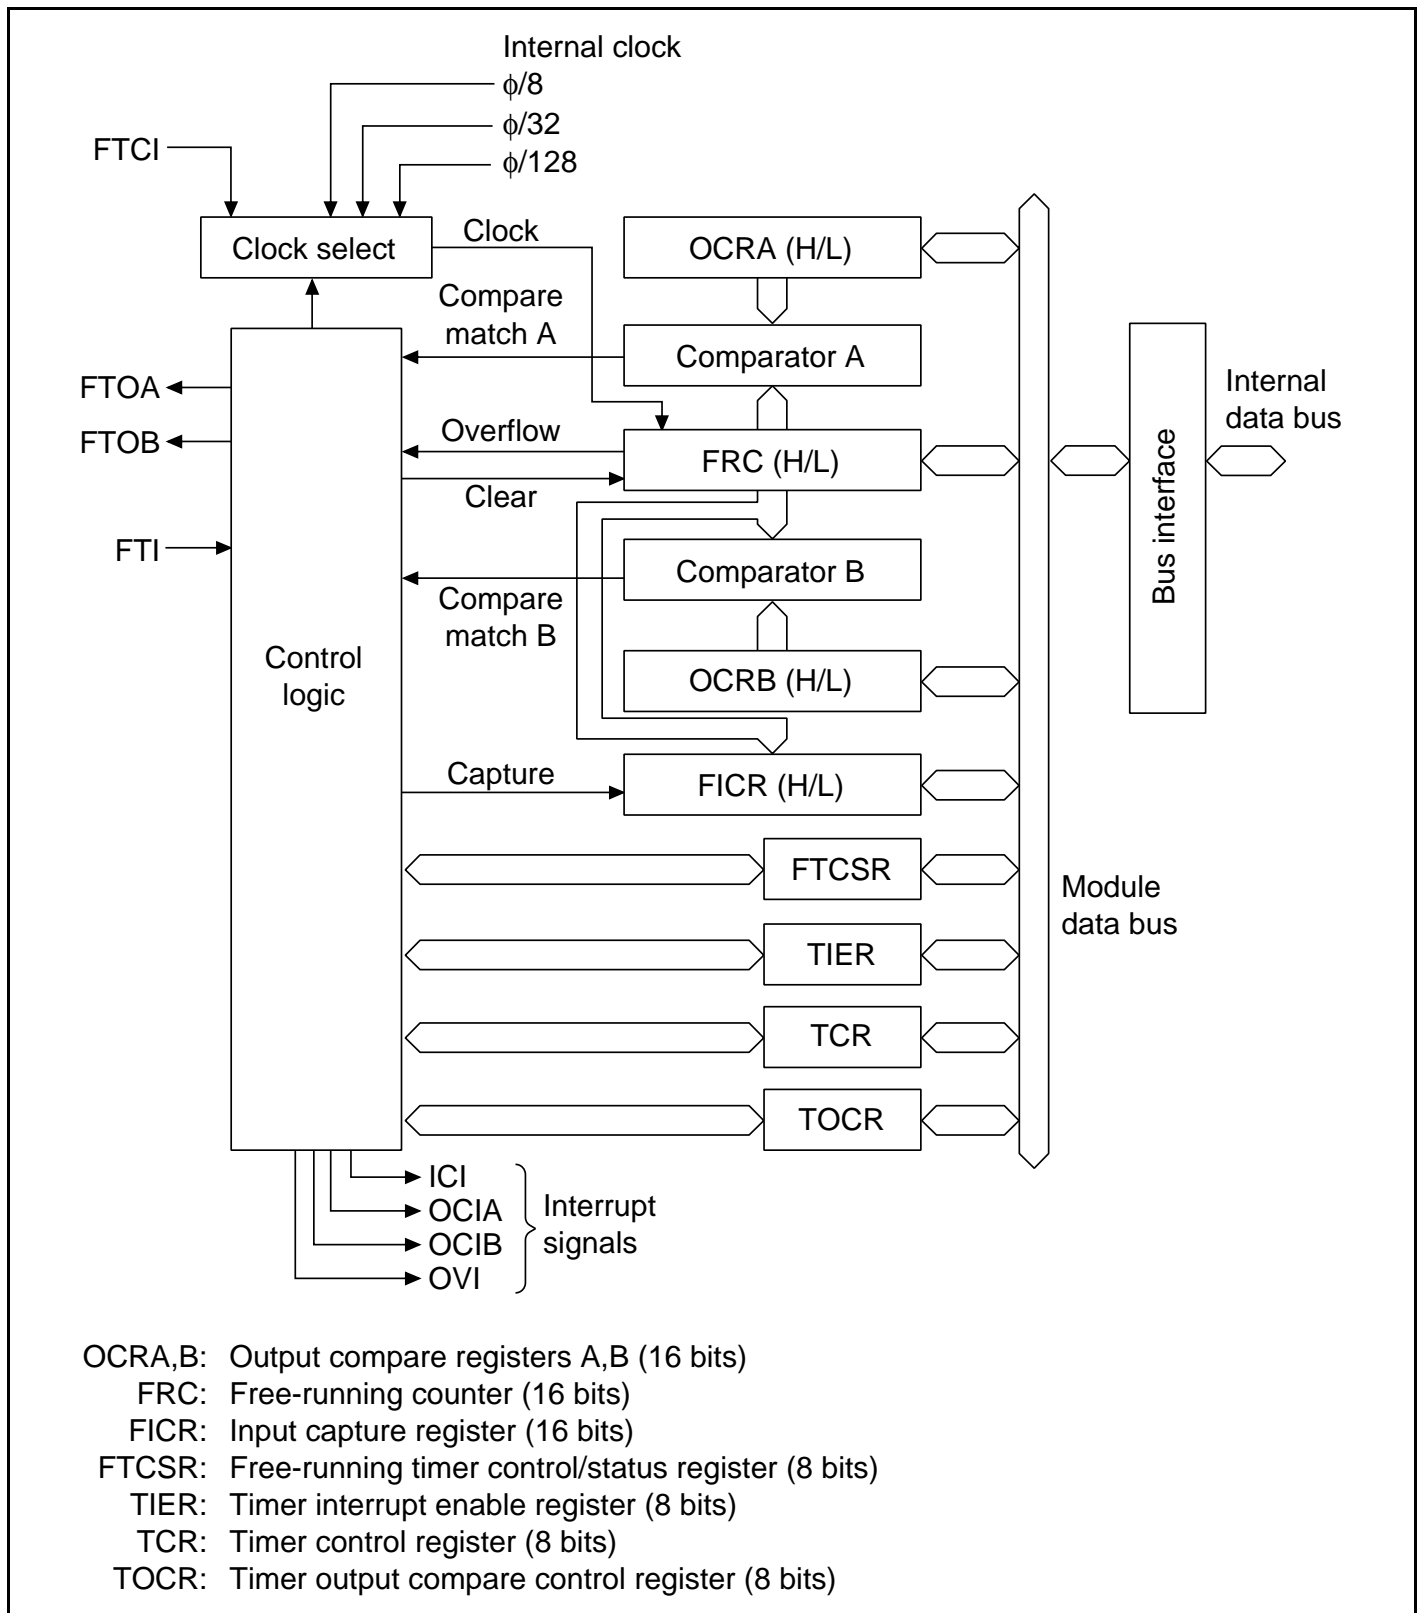 Internal clock
ϕ/8
ϕ/32
ϕ/128
FTCI
Clock select
Clock
OCRA (H/L)
Compare
match A
Comparator A
FTOA
FTOB
Overflow
FRC (H/L)
Clear
Internal
data bus
Bus interface
FTI
Comparator B
Compare
match B
Control
logic
OCRB (H/L)
Capture
FICR (H/L)
FTCSR
Module
data bus
TIER
TCR
TOCR
ICI
OCIA
OCIB
OVI
Interrupt
signals
OCRA,B: Output compare registers A,B (16 bits)
FRC: Free-running counter (16 bits)
FICR: Input capture register (16 bits)
FTCSR: Free-running timer control/status register (8 bits)
TIER: Timer interrupt enable register (8 bits)
TCR: Timer control register (8 bits)
TOCR: Timer output compare control register (8 bits)